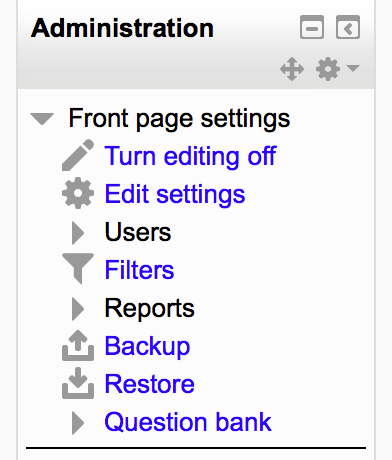 Administration
Front page settings
Turn editing off
Edit settings
Users
Filters
Reports
Backup
Restore
Question bank